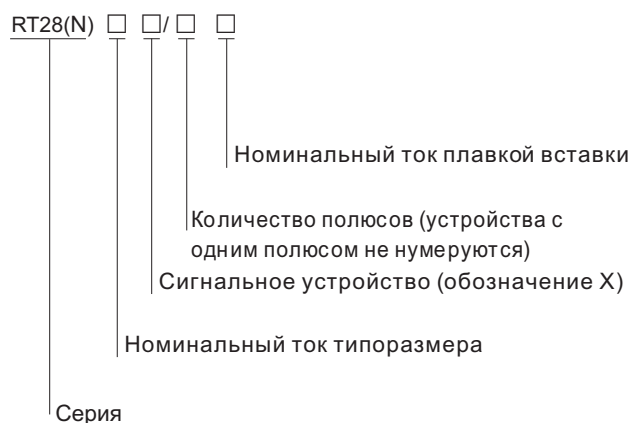 RT28(N) □ □/□ □
Номинальный ток плавкой вставки
Количество полюсов (устройства с
одним полюсом не нумеруются)
Сигнальное устройство (обозначение X)
Номинальный ток типоразмера
Серия